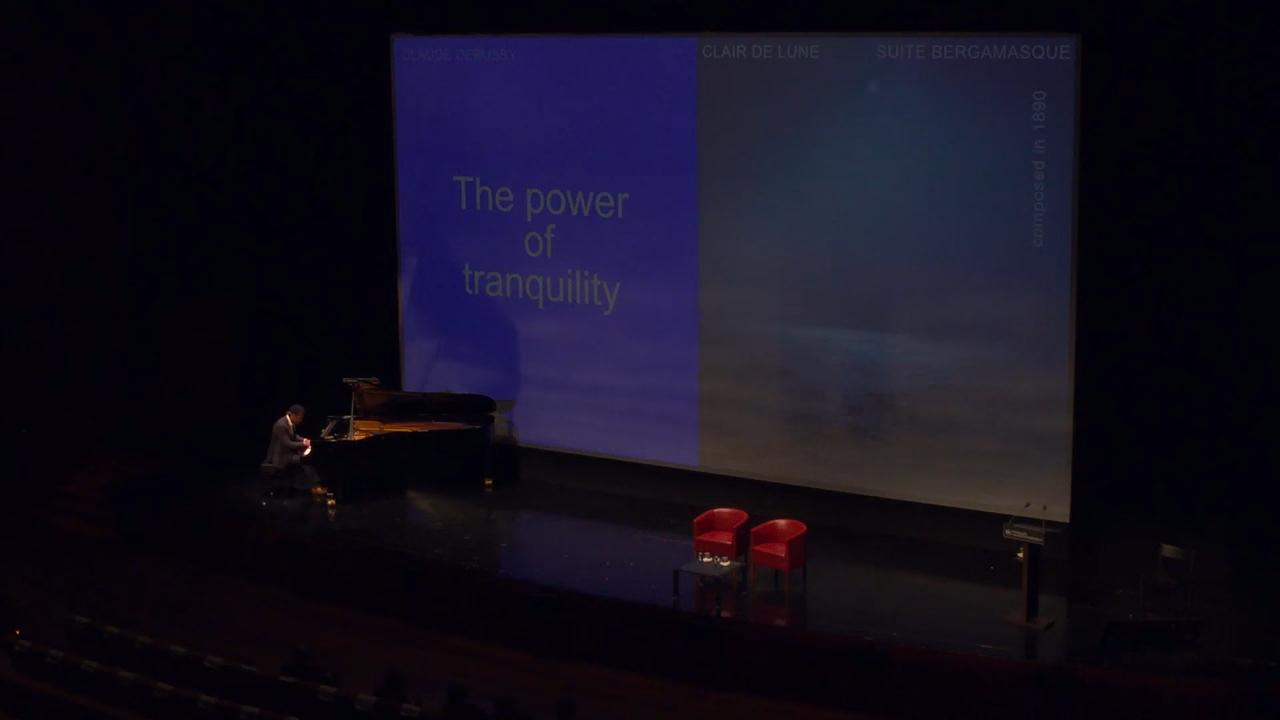 CLAUDE DEBUSSY
CLAIR DE LUNE
SUITE BERGAMASQUE
composed in 1890
The power
of
tranquility